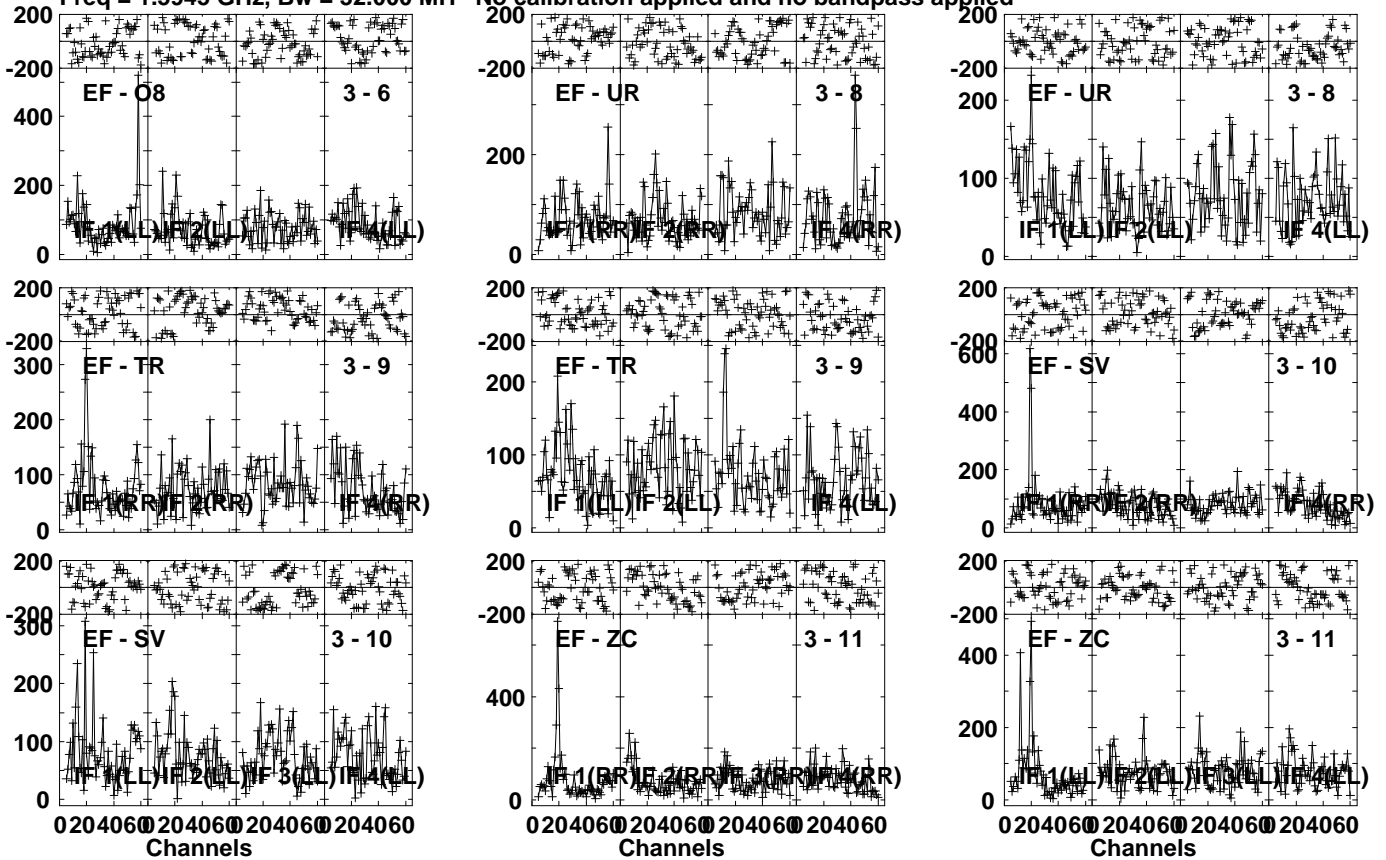 No calibration applied and no bandpass applied
200 200 200
-200 -200 -200
EF - O8 3 - 6 EF - UR 3 - 8 EF - UR 3 - 8
400 200
200 200 100
IF 1(LL) IF 2(LL) IF 4(LL) IF 1(RR) IF 2(RR) IF 4(RR) IF 1(LL) IF 2(LL) IF 4(LL)
0 0 0
200 200 200
-200 -200 -200
300 200 600
EF - TR 3 - 9 EF - TR 3 - 9 EF - SV 3 - 10
200 400
100 100 200
IF 1(RR) IF 2(RR) IF 4(RR) IF 1(LL) IF 2(LL) IF 4(LL) IF 1(RR) IF 2(RR) IF 4(RR)
0 0 0
200 200 200
-200 -200 -200
300
EF - SV 3 - 10 EF - ZC 3 - 11 EF - ZC 3 - 11
200 400 400
100 200
IF 1(LL) IF 2(LL) IF 3(LL) IF 4(LL) IF 1(RR) IF 2(RR) IF 3(RR) IF 4(RR) IF 1(LL) IF 2(LL) IF 3(LL) IF 4(LL)
0 0 0
0 20 40 60 0 20 40 60 0 20 40 60 0 20 40 60 0 20 40 60 0 20 40 60 0 20 40 60 0 20 40 60 0 20 40 60 0 20 40 60 0 20 40 60 0 20 40 60
Channels Channels Channels